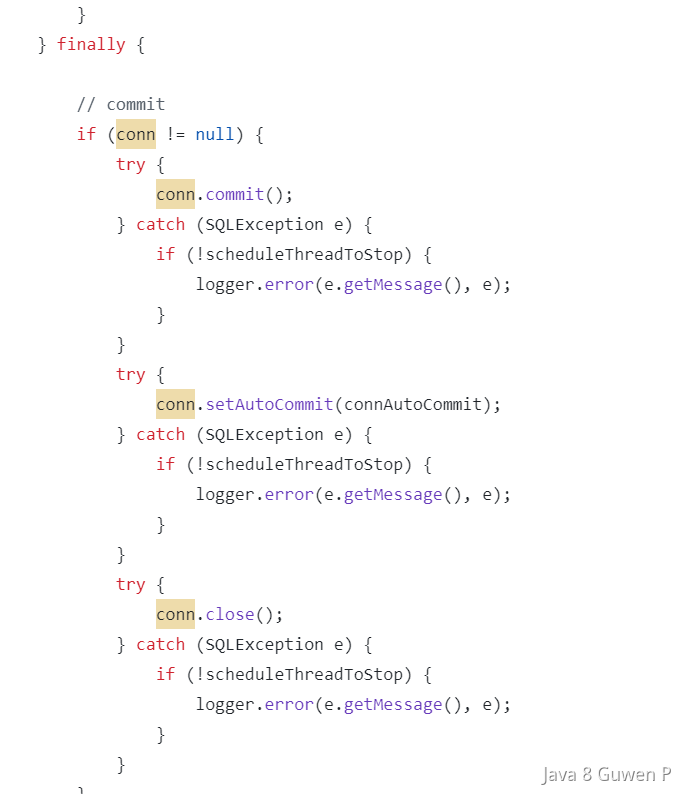 }
} finally {
// commit
if (conn != null) {
try {
conn.commit();
} catch (SQLException e) {
if (!scheduleThreadToStop) {
logger.error(e.getMessage(), e);
}
}
try {
conn.setAutoCommit(connAutoCommit);
} catch (SQLException e) {
if (!scheduleThreadToStop) {
logger.error(e.getMessage(), e);
}
}
try {
conn.close();
} catch (SQLException e) {
if (!scheduleThreadToStop) {
logger.error(e.getMessage(), e);
}
}
}
Java 8 Guwen P